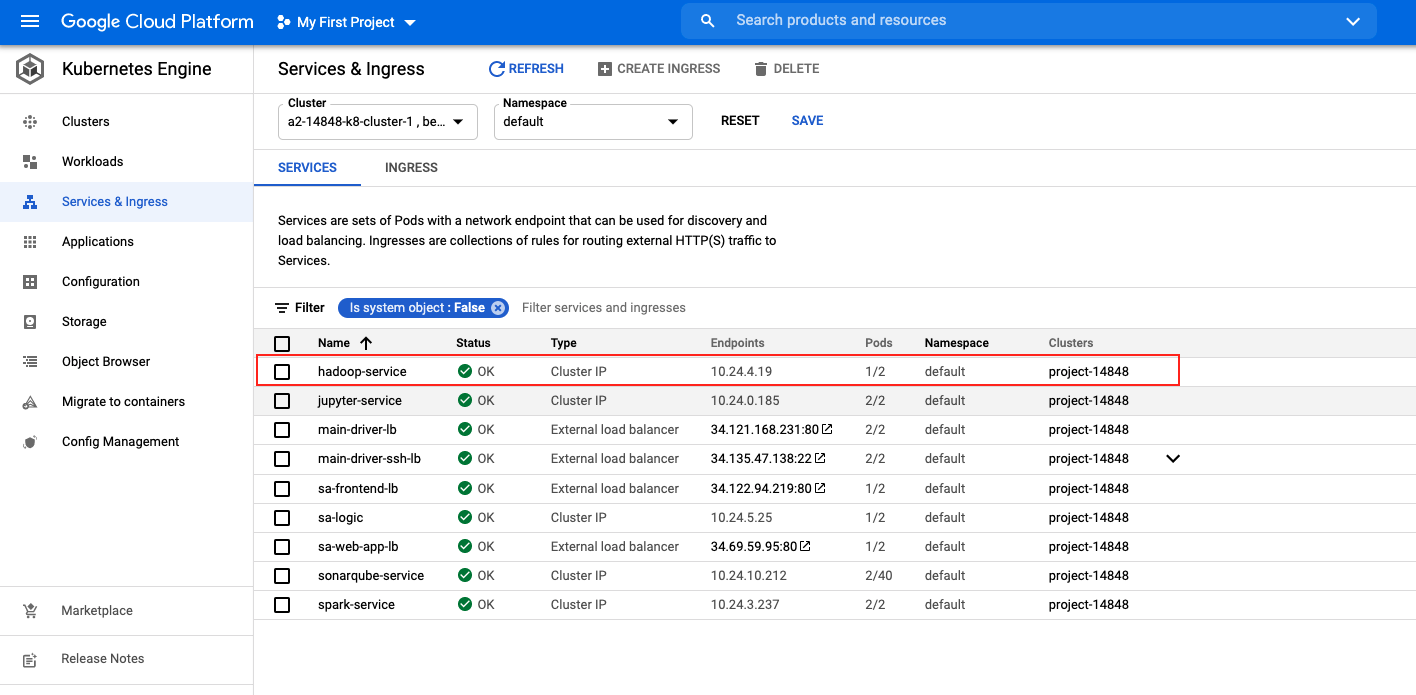 Google Cloud Platform My First Project Search products and resources
Kubernetes Engine
Clusters
Workloads
Services & Ingress
Applications
Configuration
Storage
Object Browser
Migrate to containers
Config Management
Marketplace
Release Notes
Services & Ingress REFRESH CREATE INGRESS DELETE
Cluster Namespace
a2-14848-k8-cluster-1 , be... default RESET SAVE
SERVICES INGRESS
Services are sets of Pods with a network endpoint that can be used for discovery and
load balancing. Ingresses are collections of rules for routing external HTTP(S) traffic to
Services.
Filter Is system object : False Filter services and ingresses
Name Status Type Endpoints Pods Namespace Clusters
hadoop-service OK Cluster IP 10.24.4.19 1/2 default project-14848
jupyter-service OK Cluster IP 10.24.0.185 2/2 default project-14848
main-driver-lb OK External load balancer 34.121.168.231:80 2/2 default project-14848
main-driver-ssh-lb OK External load balancer 34.135.47.138:22 2/2 default project-14848
sa-frontend-lb OK External load balancer 34.122.94.219:80 1/2 default project-14848
sa-logic OK Cluster IP 10.24.5.25 1/2 default project-14848
sa-web-app-lb OK External load balancer 34.69.59.95:80 1/2 default project-14848
sonarqube-service OK Cluster IP 10.24.10.212 2/40 default project-14848
spark-service OK Cluster IP 10.24.3.237 2/2 default project-14848